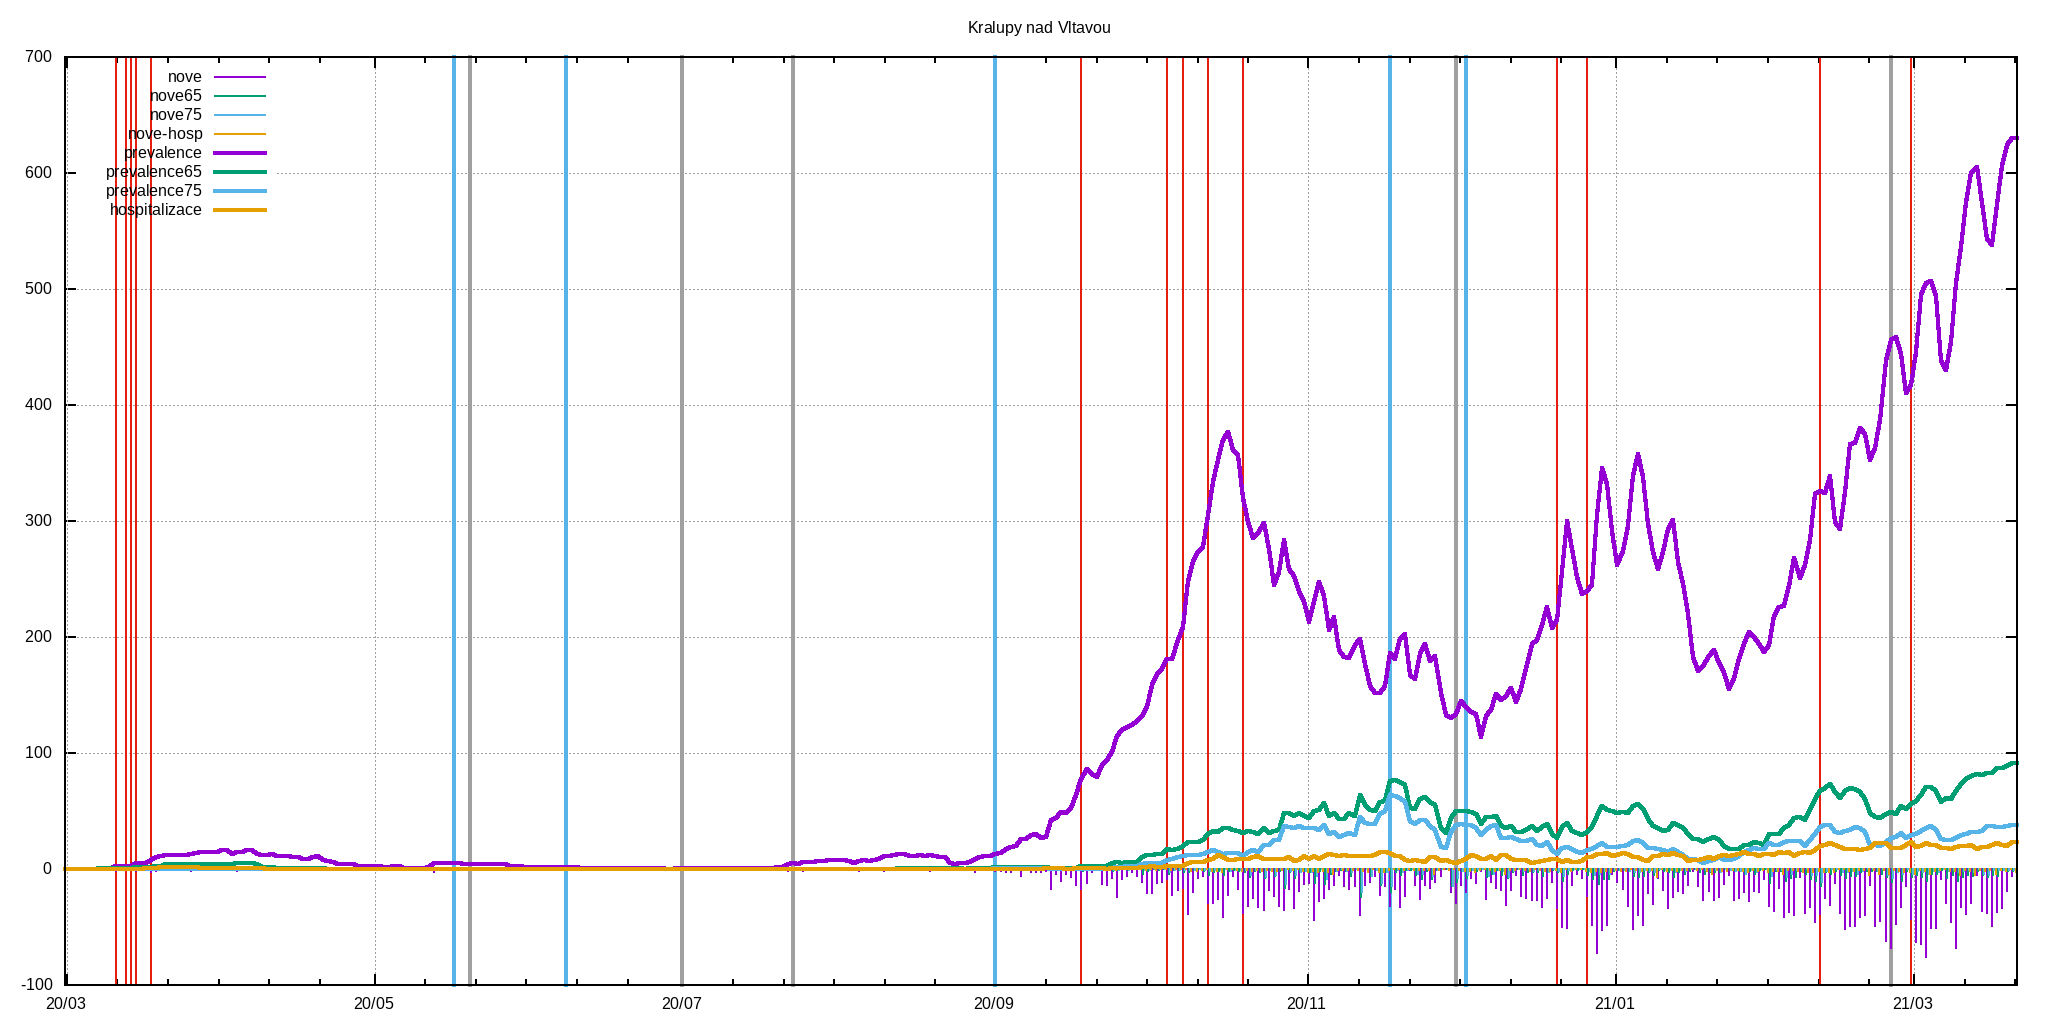 Kralupy nad Vltavou
700
600
500
400
300
200
100
0
-100
nove
nove65
nove75
nove-hosp
prevalence
prevalence65
prevalence75
hospitalizace
20/03 20/05 20/07 20/09 20/11 21/01 21/03